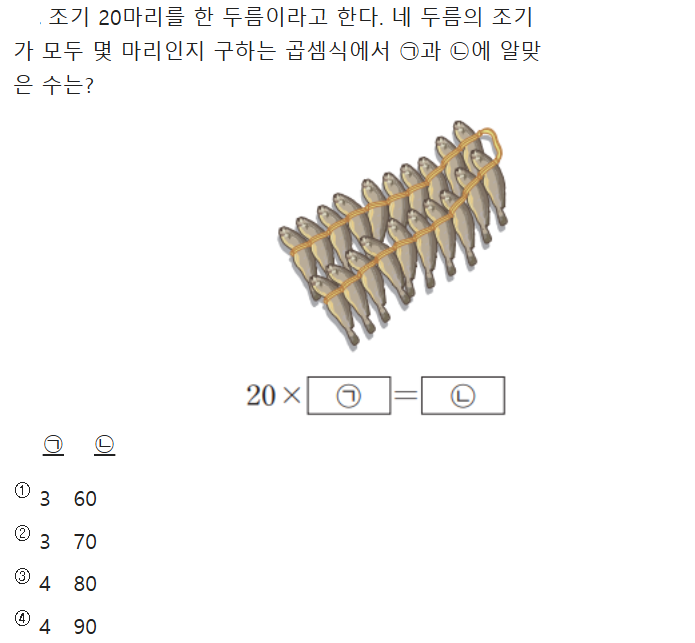 . 조기 20마리를 한 두름이라고 한다. 네 두름의 조기
가 모두 몇 마리인지 구하는 곱셈식에서 ㉠과 ㉡에 알맞
은 수는?
20 × ㉠ = ㉡
㉠ ㉡
① 3 60
② 3 70
③ 4 80
④ 4 90